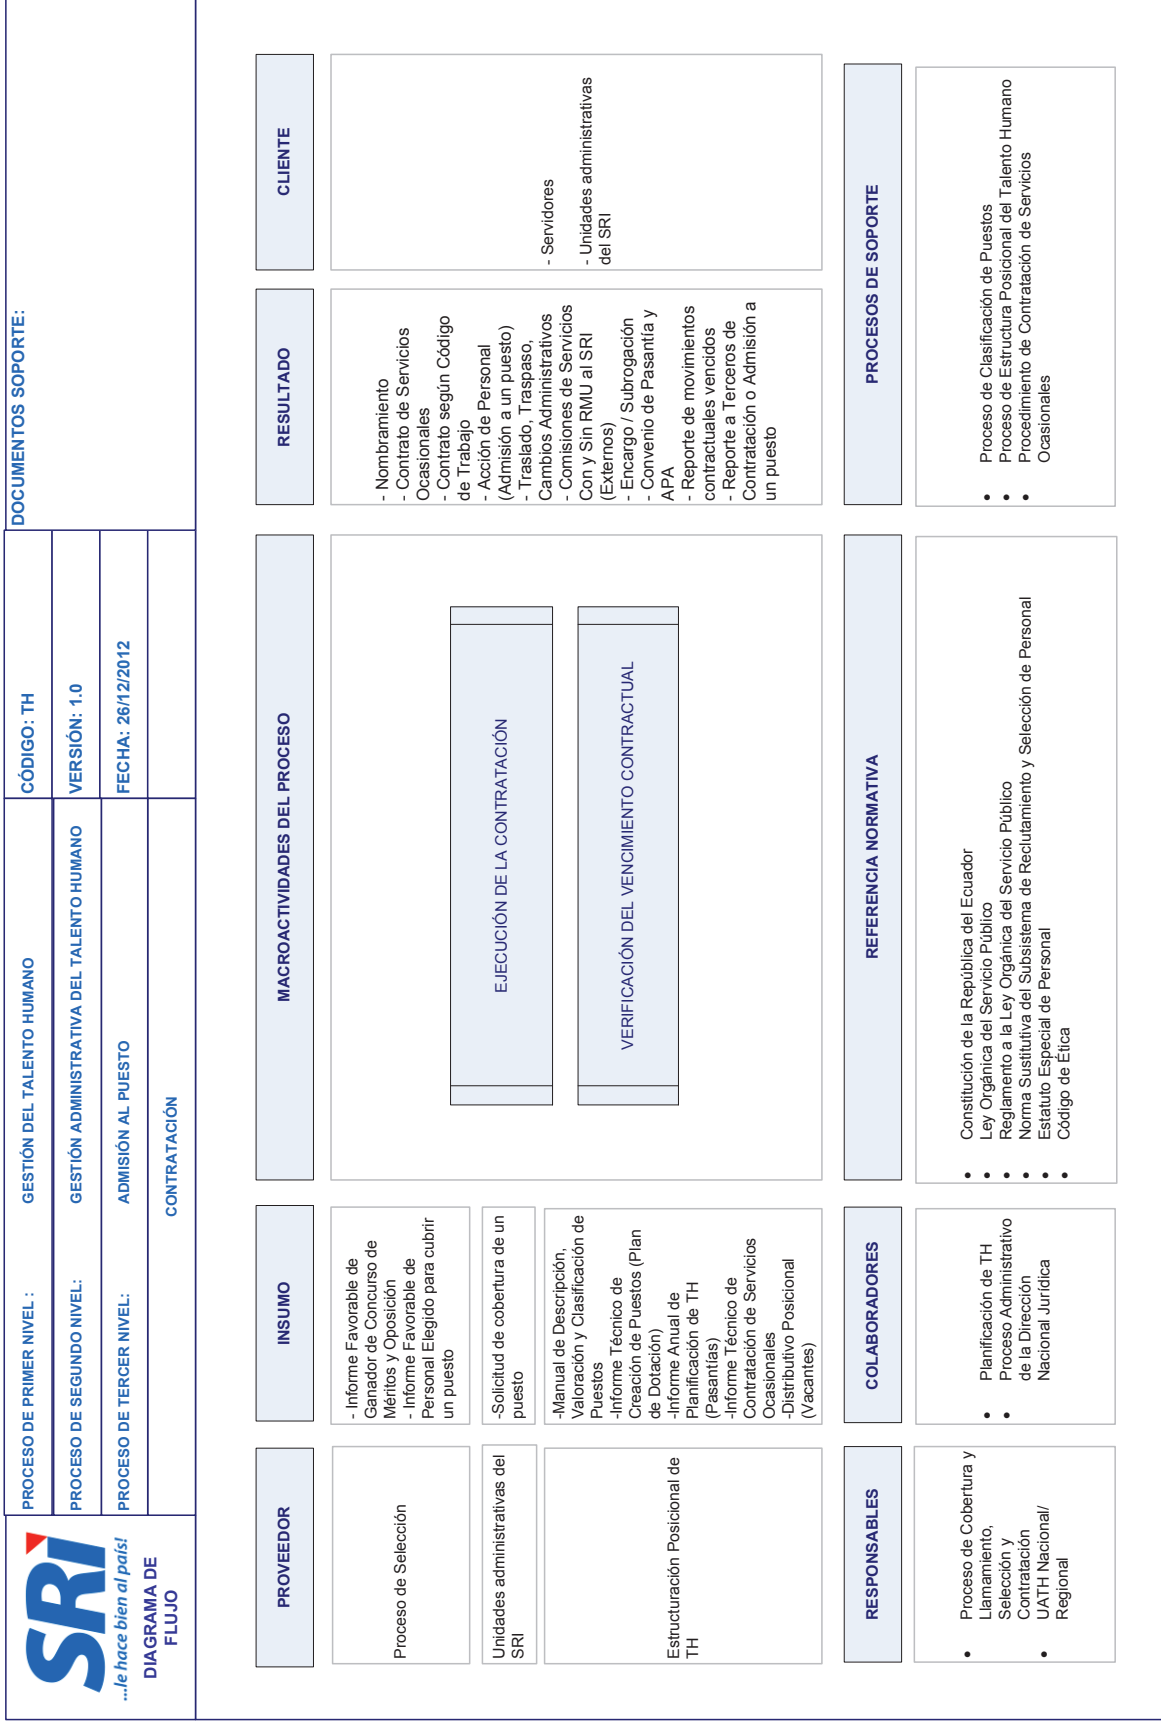 SRi
...le hace bien al país!
DIAGRAMA DE
FLUJO
PROCESO DE PRIMER NIVEL :
GESTIÓN DEL TALENTO HUMANO
CÓDIGO: TH
DOCUMENTOS SOPORTE:
PROCESO DE SEGUNDO NIVEL:
GESTIÓN ADMINISTRATIVA DEL TALENTO HUMANO
VERSIÓN: 1.0
PROCESO DE TERCER NIVEL:
ADMISIÓN AL PUESTO
FECHA: 26/12/2012
CONTRATACIÓN
PROVEEDOR
Proceso de Selección
Unidades administrativas del
SRI
Estructuración Posicional de
TH
INSUMO
- Informe Favorable de
Ganador de Concurso de
Méritos y Oposición
- Informe Favorable de
Personal Elegido para cubrir
un puesto
-Solicitud de cobertura de un
puesto
-Manual de Descripción,
Valoración y Clasificación de
Puestos
-Informe Técnico de
Creación de Puestos (Plan
de Dotación)
-Informe Anual de
Planificación de TH
(Pasantías)
-Informe Técnico de
Contratación de Servicios
Ocasionales
-Distributivo Posicional
(Vacantes)
MACROACTIVIDADES DEL PROCESO
EJECUCIÓN DE LA CONTRATACIÓN
VERIFICACIÓN DEL VENCIMIENTO CONTRACTUAL
RESULTADO
- Nombramiento
- Contrato de Servicios
Ocasionales
- Contrato según Código
de Trabajo
- Acción de Personal
(Admisión a un puesto)
- Traslado, Traspaso,
Cambios Administrativos
- Comisiones de Servicios
Con y Sin RMU al SRI
(Externos)
- Encargo / Subrogación
- Convenio de Pasantía y
APA
- Reporte de movimientos
contractuales vencidos
- Reporte a Terceros de
Contratación o Admisión a
un puesto
CLIENTE
- Servidores
- Unidades administrativas
del SRI
RESPONSABLES
• Proceso de Cobertura y
Llamamiento,
Selección y
Contratación
• UATH Nacional/
Regional
COLABORADORES
• Planificación de TH
• Proceso Administrativo
de la Dirección
Nacional Jurídica
REFERENCIA NORMATIVA
• Constitución de la República del Ecuador
• Ley Orgánica del Servicio Público
• Reglamento a la Ley Orgánica del Servicio Público
• Norma Sustitutiva del Subsistema de Reclutamiento y Selección de Personal
• Estatuto Especial de Personal
• Código de Ética
PROCESOS DE SOPORTE
• Proceso de Clasificación de Puestos
• Proceso de Estructura Posicional del Talento Humano
• Procedimiento de Contratación de Servicios
Ocasionales